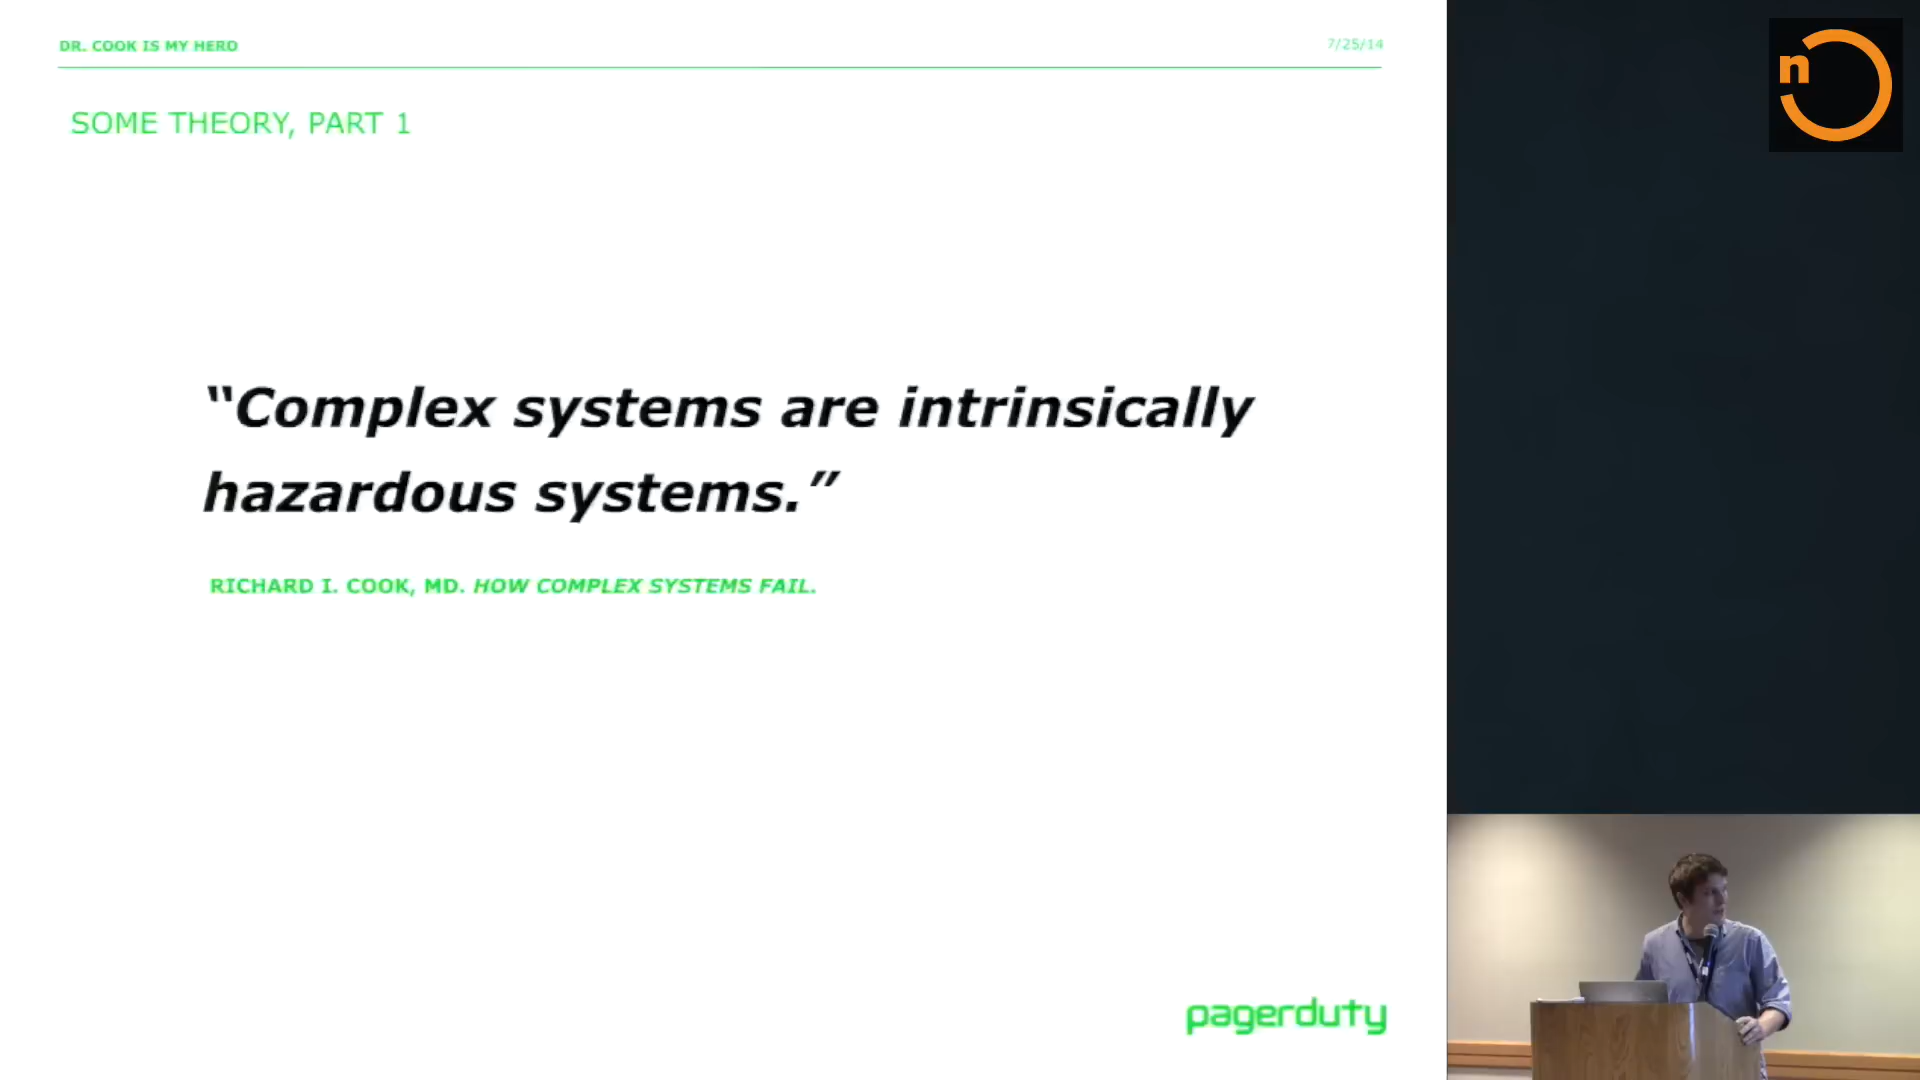 DR. COOK IS MY HERO
7/25/14
SOME THEORY, PART 1
“Complex systems are intrinsically
hazardous systems.”
RICHARD I. COOK, MD. HOW COMPLEX SYSTEMS FAIL.
pagerduty
n